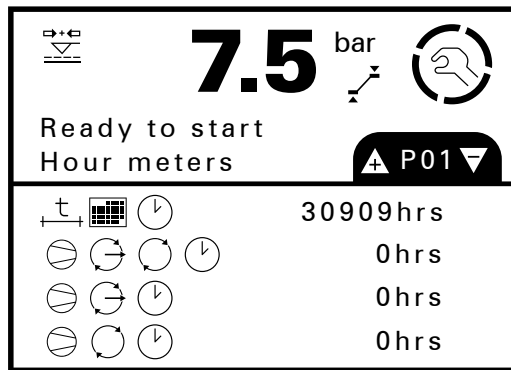 7.5 bar
Ready to start
Hour meters
+ P01 −
t 30909hrs
0hrs
0hrs
0hrs